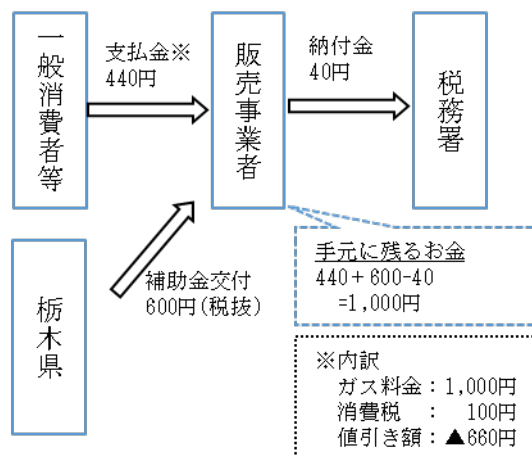 一般消費者等
支払金※
440円
販売事業者
納付金
40円
税務署
栃木県
補助金交付
600円(税抜)
手元に残るお金
440+600-40
=1,000円
※内訳
ガス料金:1,000円
消費税 : 100円
値引き額:▲660円